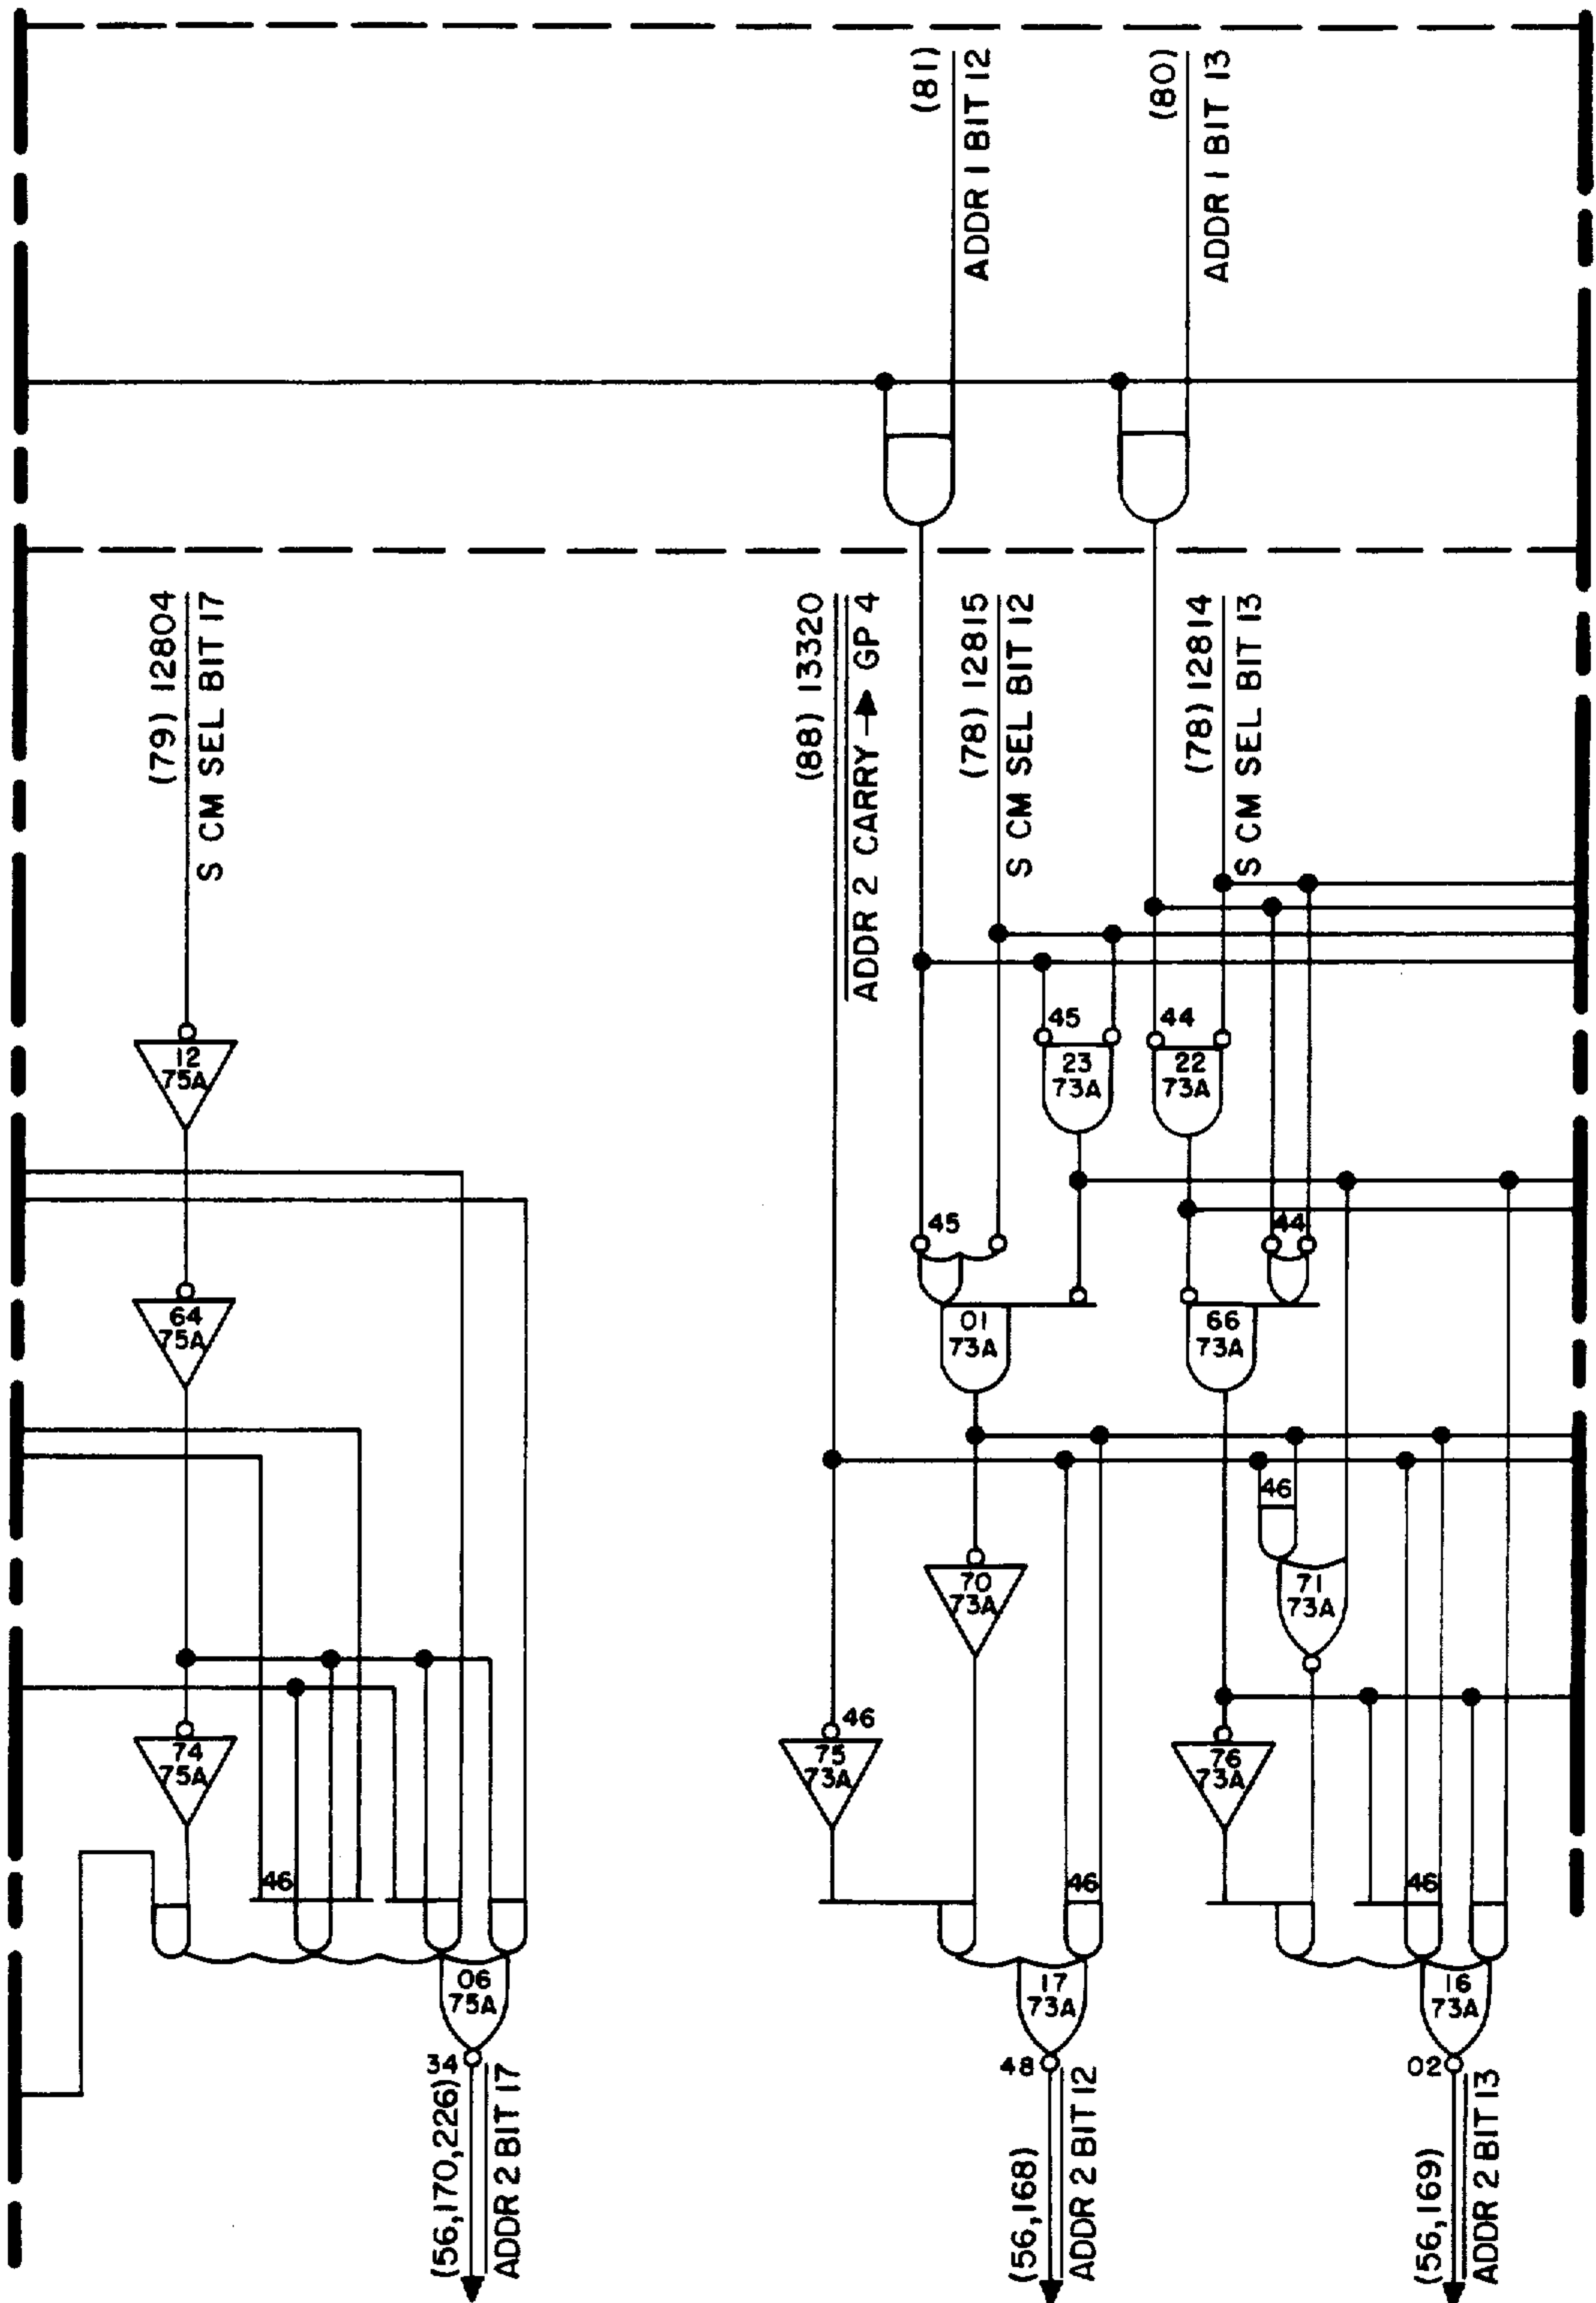 (81)
ADDR 1 BIT 12
(80)
ADDR 1 BIT 13
(79) 12804
S CM SEL BIT 17
(88) 13320
ADDR 2 CARRY → GP 4
(78) 12815
S CM SEL BIT 12
(78) 12814
S CM SEL BIT 13
12
75A
45
23
73A
44
22
73A
45
44
64
75A
01
73A
66
73A
46
70
73A
71
73A
74
75A
46
75
73A
76
73A
46
46
46
06
75A
17
73A
16
73A
34
48
02
(56,170,226)
ADDR 2 BIT 17
(56,168)
ADDR 2 BIT 12
(56,169)
ADDR 2 BIT 13